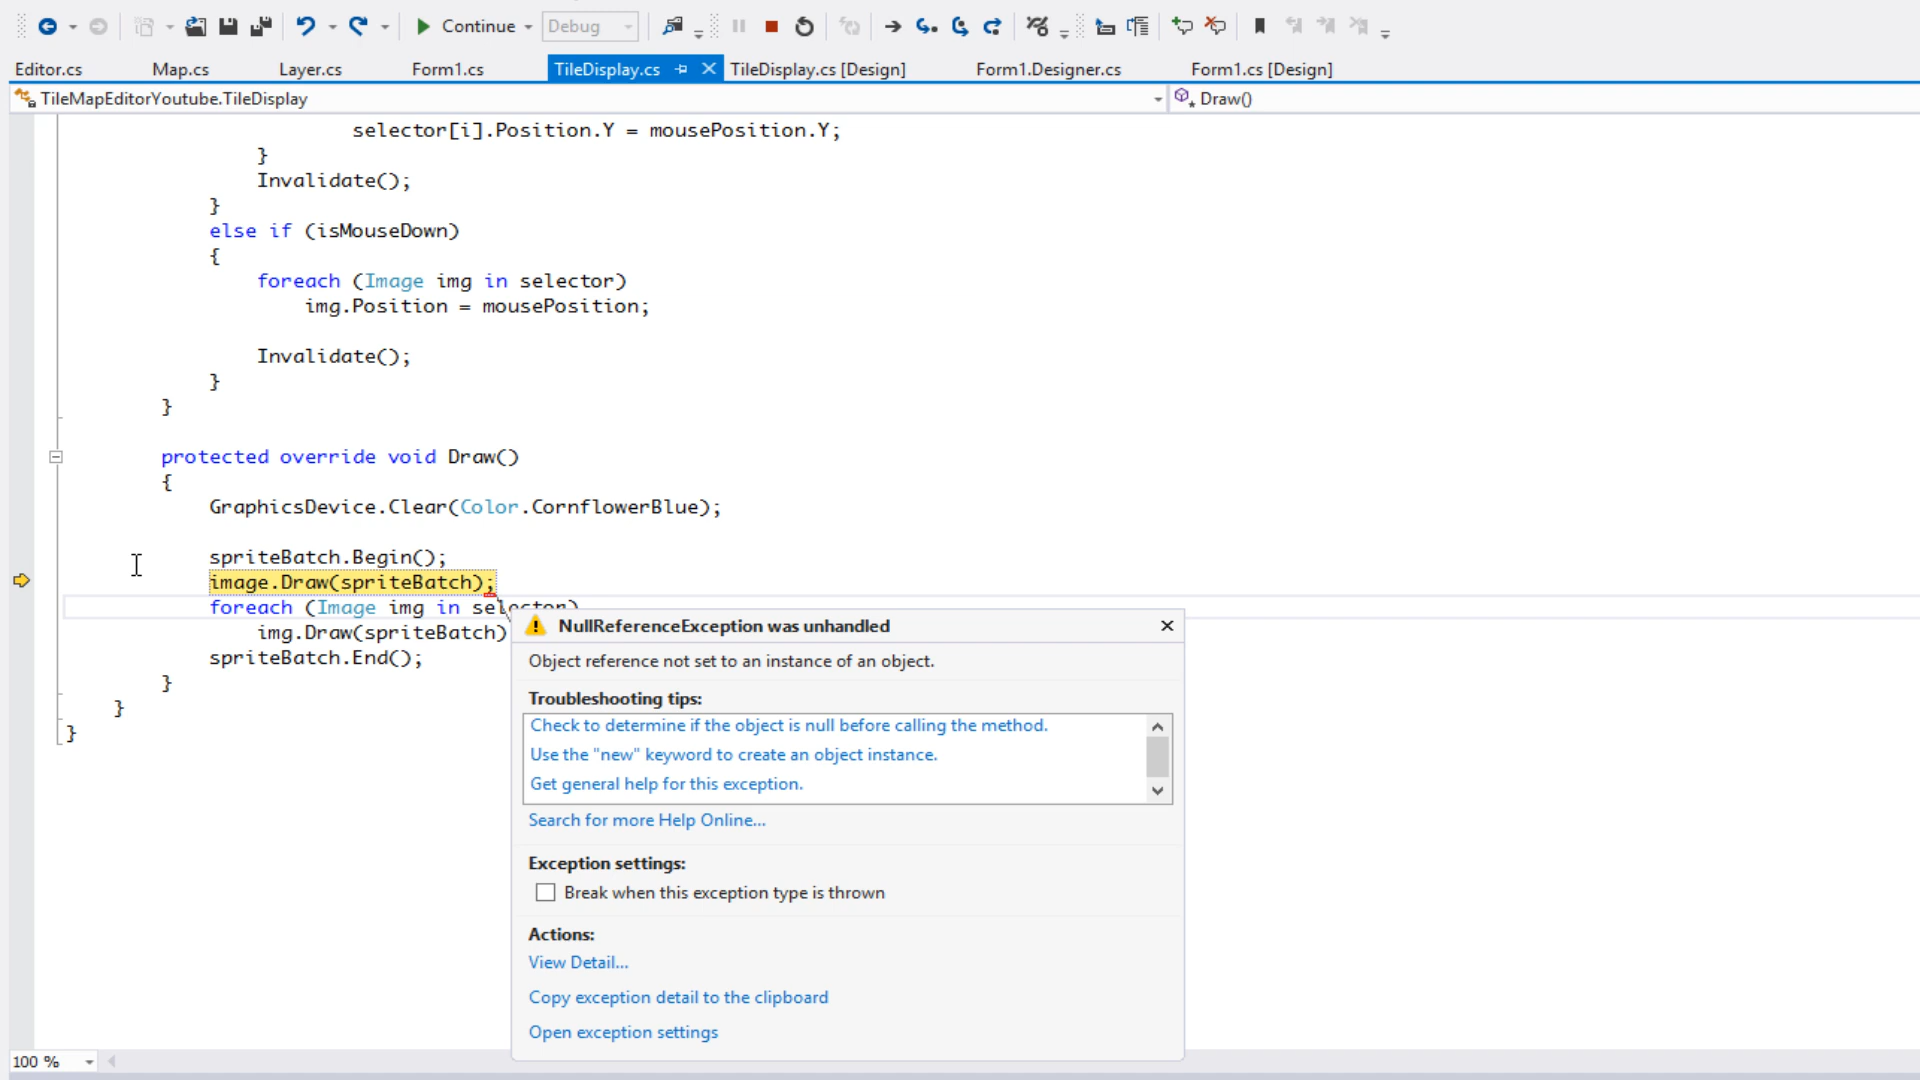 Continue Debug
Editor.cs Map.cs Layer.cs Form1.cs TileDisplay.cs TileDisplay.cs [Design] Form1.Designer.cs Form1.cs [Design]
TileMapEditorYoutube.TileDisplay Draw()
selector[i].Position.Y = mousePosition.Y;
}
Invalidate();
}
else if (isMouseDown)
{
foreach (Image img in selector)
img.Position = mousePosition;
Invalidate();
}
}
protected override void Draw()
{
GraphicsDevice.Clear(Color.CornflowerBlue);
spriteBatch.Begin();
image.Draw(spriteBatch);
foreach (Image img in selector)
img.Draw(spriteBatch)
spriteBatch.End();
}
}
}
NullReferenceException was unhandled
Object reference not set to an instance of an object.
Troubleshooting tips:
Check to determine if the object is null before calling the method.
Use the "new" keyword to create an object instance.
Get general help for this exception.
Search for more Help Online...
Exception settings:
Break when this exception type is thrown
Actions:
View Detail...
Copy exception detail to the clipboard
Open exception settings
100 %